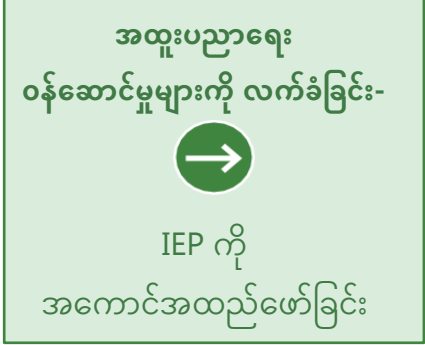 အထူးပညာရေး
ဝန်ဆောင်မှုများကို လက်ခံခြင်း-
IEP ကို
အကောင်အထည်ဖော်ခြင်း